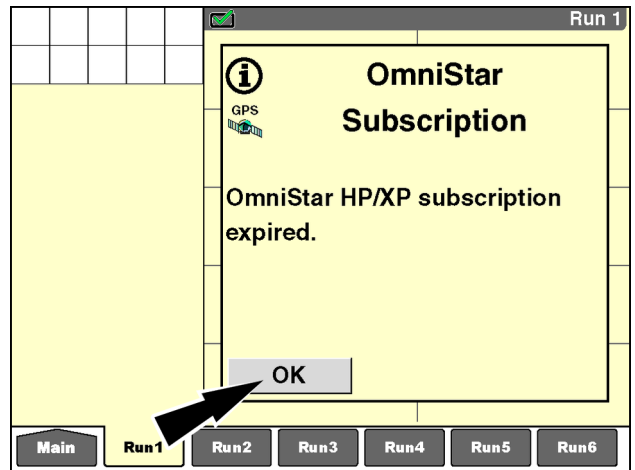 Run 1
OmniStar
GPS
Subscription
OmniStar HP/XP subscription
expired.
OK
Main Run1 Run2 Run3 Run4 Run5 Run6